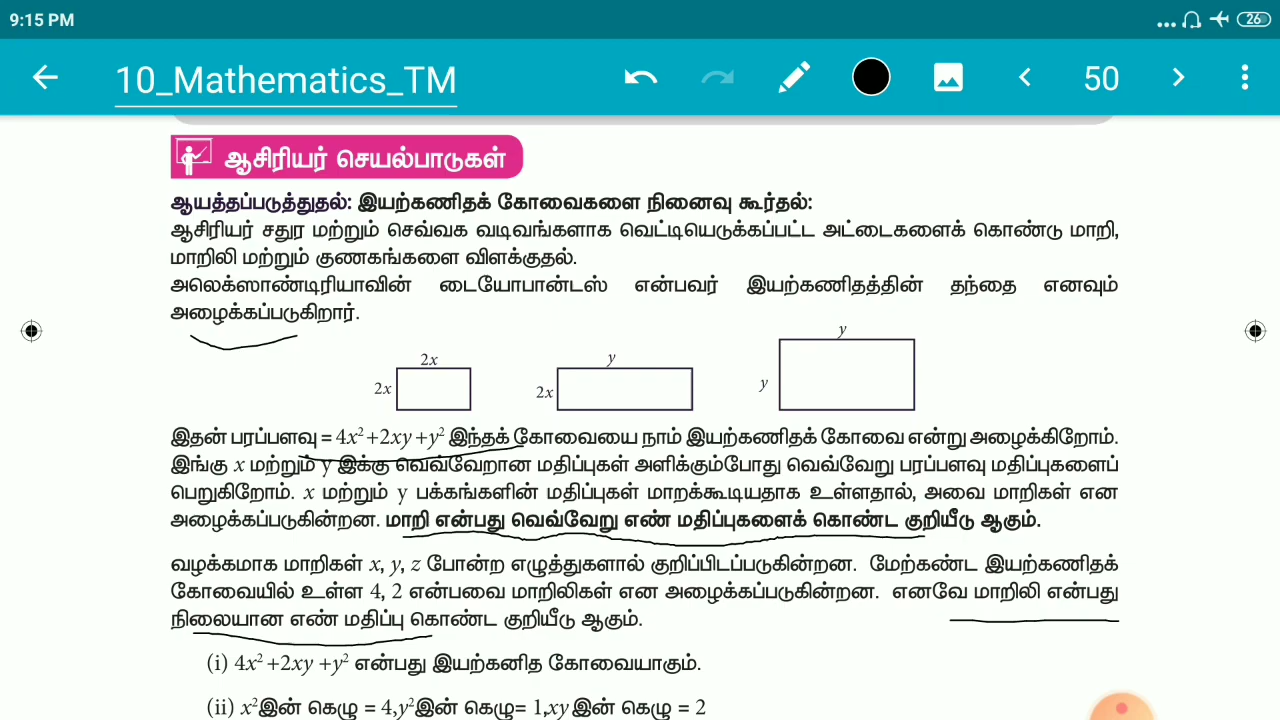 9:15 PM
26
10_Mathematics_TM
50
ஆசிரியர் செயல்பாடுகள்
ஆயத்தப்படுத்துதல்: இயற்கணிதக் கோவைகளை நினைவு கூர்தல்:
ஆசிரியர் சதுர மற்றும் செவ்வக வடிவங்களாக வெட்டியெடுக்கப்பட்ட அட்டைகளைக் கொண்டு மாறி,
மாறிலி மற்றும் குணகங்களை விளக்குதல்.
அலெக்ஸாண்டிரியாவின் டையோபான்டஸ் என்பவர் இயற்கணிதத்தின் தந்தை எனவும்
அழைக்கப்படுகிறார்.
2x
2x
y
2x
y
y
இதன் பரப்பளவு = 4x²+2xy+y² இந்தக் கோவையை நாம் இயற்கணிதக் கோவை என்று அழைக்கிறோம்.
இங்கு x மற்றும் y இக்கு வெவ்வேறான மதிப்புகள் அளிக்கும்போது வெவ்வேறு பரப்பளவு மதிப்புகளைப்
பெறுகிறோம். x மற்றும் y பக்கங்களின் மதிப்புகள் மாறக்கூடியதாக உள்ளதால், அவை மாறிகள் என
அழைக்கப்படுகின்றன. மாறி என்பது வெவ்வேறு எண் மதிப்புகளைக் கொண்ட குறியீடு ஆகும்.
வழக்கமாக மாறிகள் x, y, z போன்ற எழுத்துகளால் குறிப்பிடப்படுகின்றன. மேற்கண்ட இயற்கணிதக்
கோவையில் உள்ள 4, 2 என்பவை மாறிலிகள் என அழைக்கப்படுகின்றன. எனவே மாறிலி என்பது
நிலையான எண் மதிப்பு கொண்ட குறியீடு ஆகும்.
(i) 4x²+2xy +y² என்பது இயற்கனித கோவையாகும்.
(ii) x²இன் கெழு = 4,y²இன் கெழு= 1,xy இன் கெழு = 2